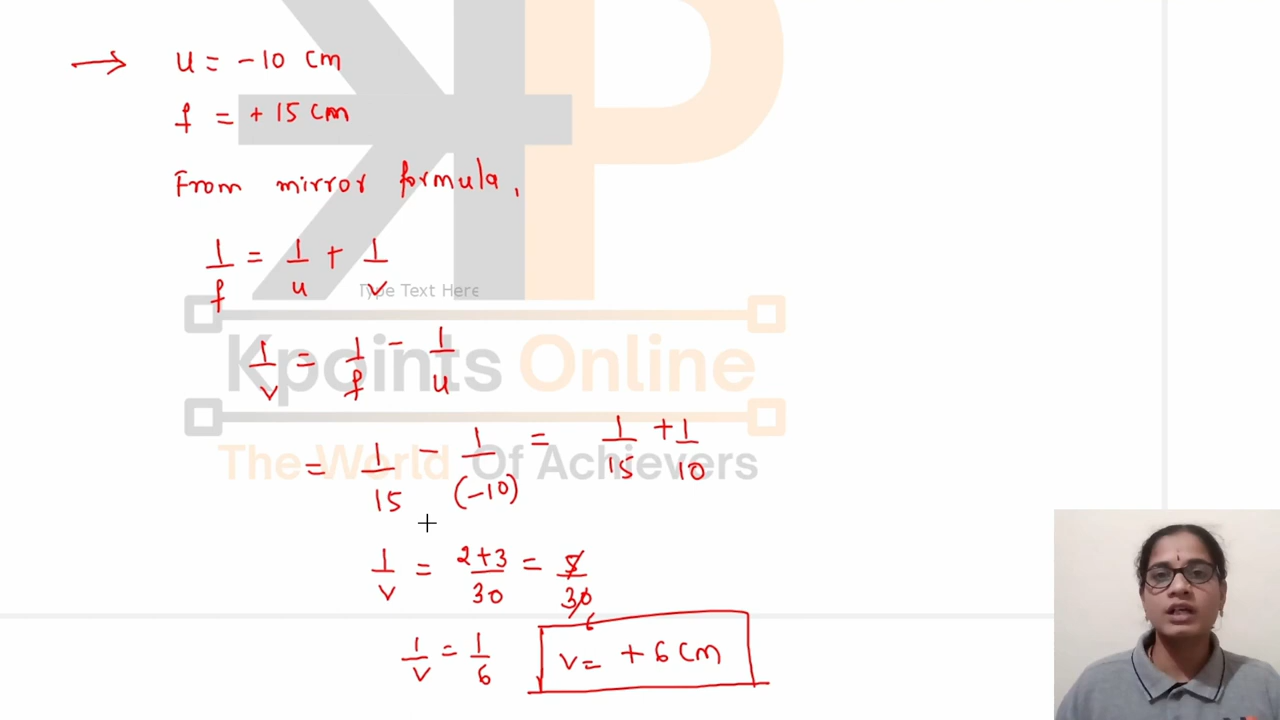 → u = -10 cm
f = +15 cm
From mirror formula,
1/f = 1/u + 1/v
Type Text Here
1/v = 1/f - 1/u
Kpoints Online
= 1/15 - 1/(-10) = 1/15 + 1/10
The World Of Achievers
1/v = 2+3/30 = 5/30
6
1/v = 1/6 v = +6 cm